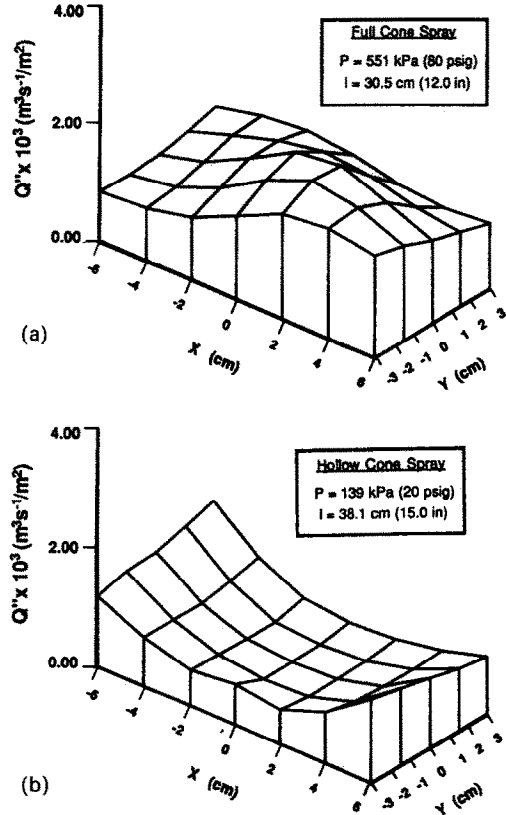 4.00
2.00
0.00
Q"x 10³ (m³s⁻¹/m²)
Full Cone Spray
P = 551 kPa (80 psig)
l = 30.5 cm (12.0 in)
-6
-4
-2
0
2
4
6
X (cm)
-3 -2 -1 0 1 2 3
Y (cm)
(a)
4.00
2.00
0.00
Q"x 10³ (m³s⁻¹/m²)
Hollow Cone Spray
P = 139 kPa (20 psig)
l = 38.1 cm (15.0 in)
-6
-4
-2
0
2
4
6
X (cm)
-3 -2 -1 0 1 2 3
Y (cm)
(b)